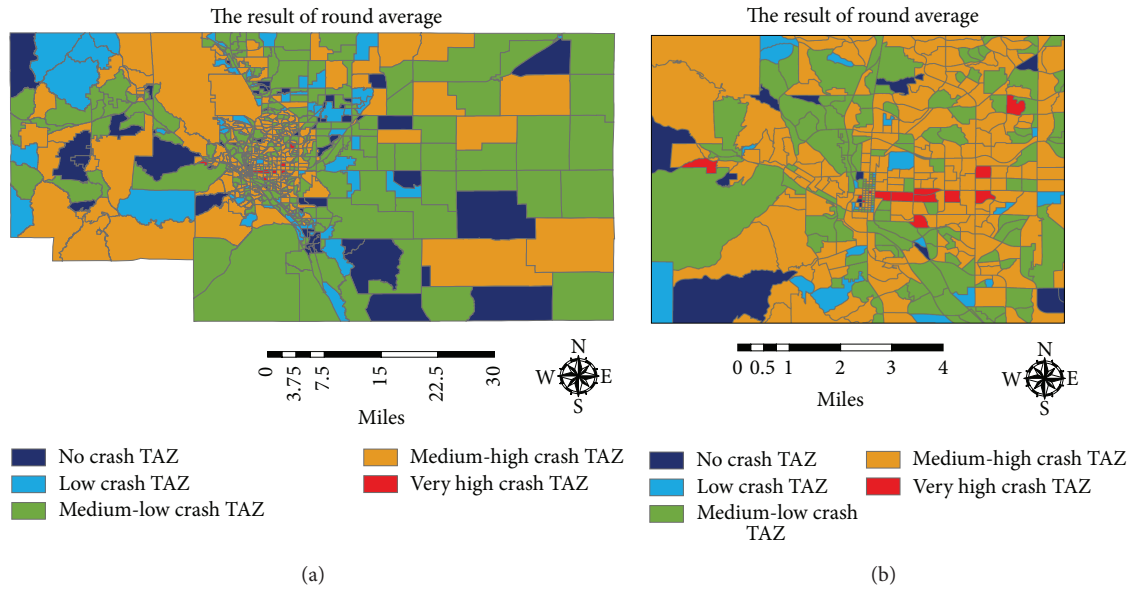 The result of round average
N
W E
S
0
3.75
7.5
15
22.5
30
Miles
No crash TAZ
Low crash TAZ
Medium-low crash TAZ
Medium-high crash TAZ
Very high crash TAZ
(a)
The result of round average
N
W E
S
0 0.5 1 2 3 4
Miles
No crash TAZ
Low crash TAZ
Medium-low crash
TAZ
Medium-high crash TAZ
Very high crash TAZ
(b)